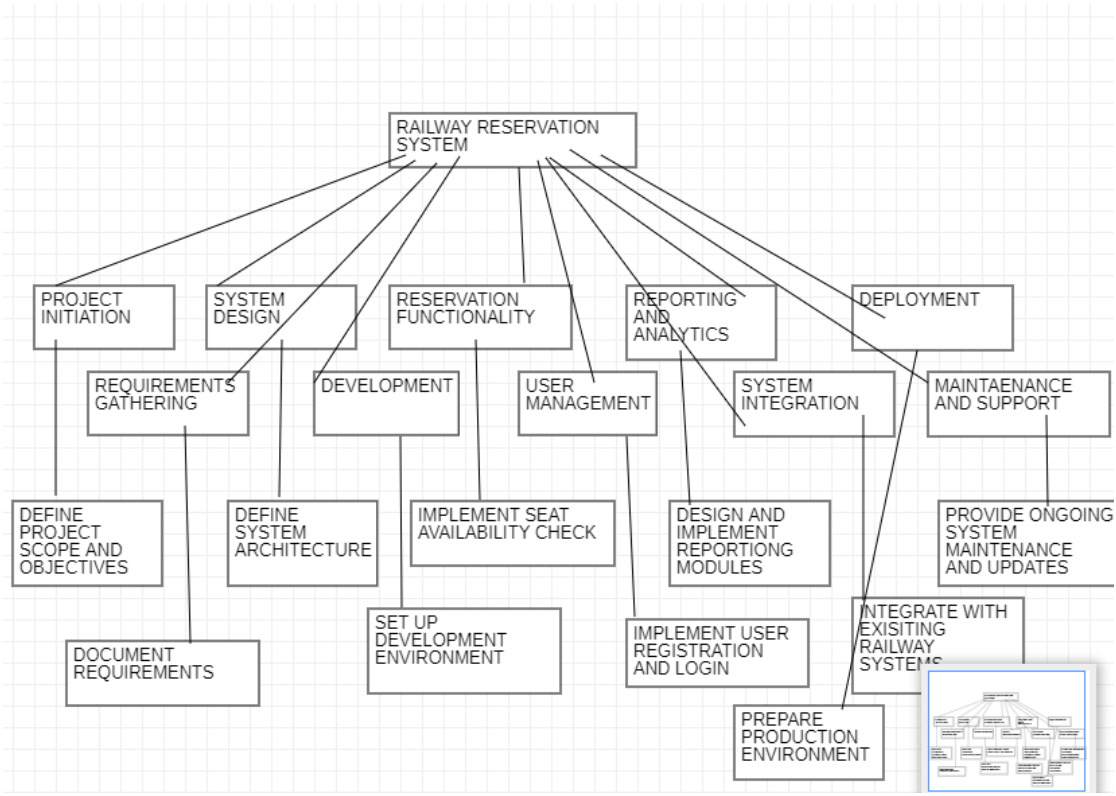 RAILWAY RESERVATION
SYSTEM
PROJECT
INITIATION
SYSTEM
DESIGN
RESERVATION
FUNCTIONALITY
REPORTING
AND
ANALYTICS
DEPLOYMENT
REQUIREMENTS
GATHERING
DEVELOPMENT
USER
MANAGEMENT
SYSTEM
INTEGRATION
MAINTAENANCE
AND SUPPORT
DEFINE
PROJECT
SCOPE AND
OBJECTIVES
DEFINE
SYSTEM
ARCHITECTURE
IMPLEMENT SEAT
AVAILABILITY CHECK
DESIGN AND
IMPLEMENT
REPORTIONG
MODULES
PROVIDE ONGOING
SYSTEM
MAINTENANCE
AND UPDATES
DOCUMENT
REQUIREMENTS
SET UP
DEVELOPMENT
ENVIRONMENT
IMPLEMENT USER
REGISTRATION
AND LOGIN
INTEGRATE WITH
EXISITING
RAILWAY
SYSTEMS
PREPARE
PRODUCTION
ENVIRONMENT